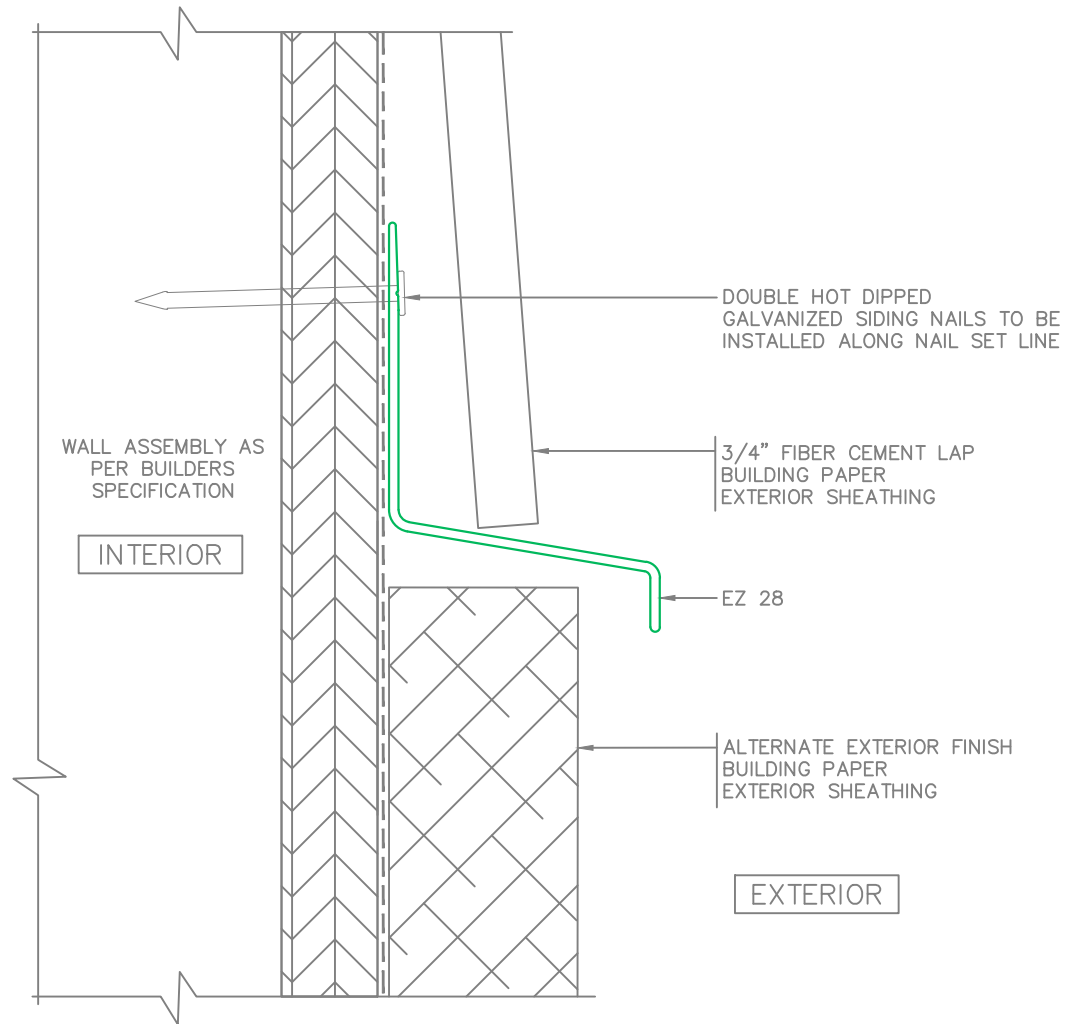 DOUBLE HOT DIPPED
GALVANIZED SIDING NAILS TO BE
INSTALLED ALONG NAIL SET LINE
WALL ASSEMBLY AS
PER BUILDERS
SPECIFICATION
3/4" FIBER CEMENT LAP
BUILDING PAPER
EXTERIOR SHEATHING
INTERIOR
EZ 28
ALTERNATE EXTERIOR FINISH
BUILDING PAPER
EXTERIOR SHEATHING
EXTERIOR